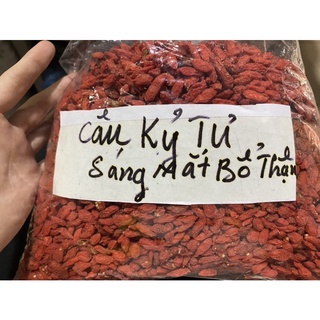 Cẩu Kỷ Tử
Sáng Mắt Bổ Thận